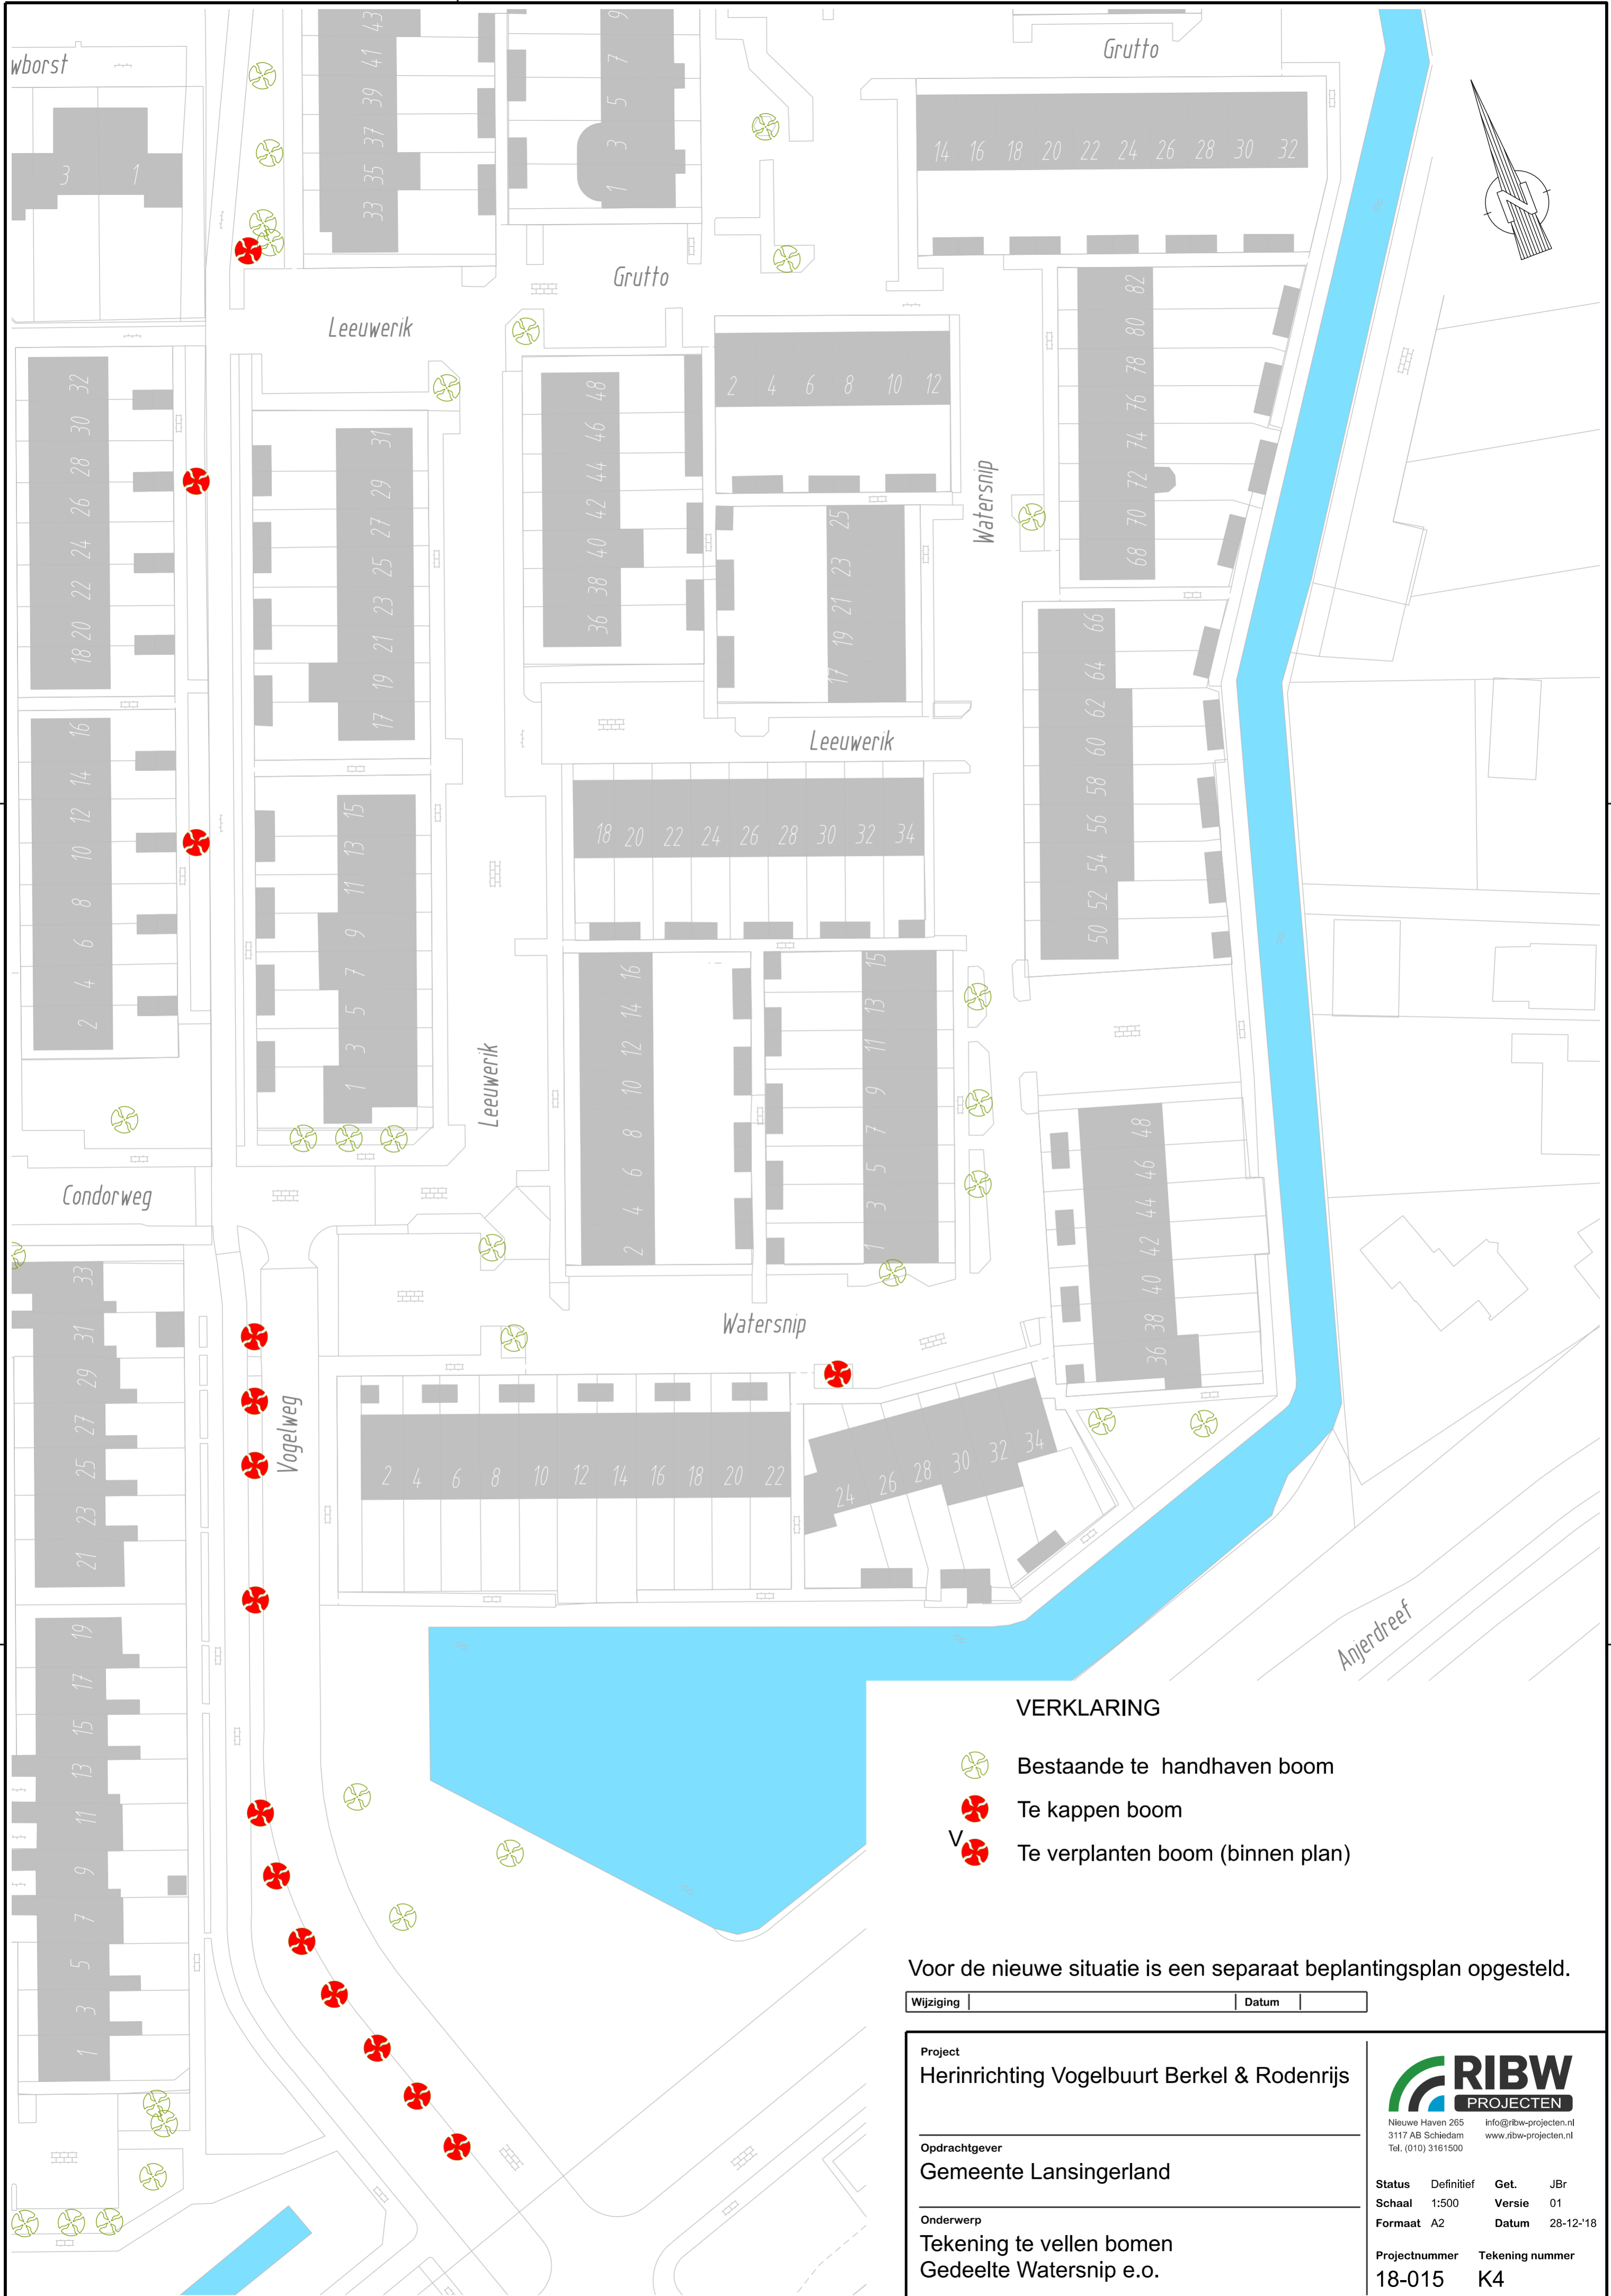 wborst
Grutto
43
41
39
37
35
33
9
7
5
3
1
14 16 18 20 22 24 26 28 30 32
3 1
Grutto
Leeuwerik
82
80
78
76
74
72
70
68
2 4 6 8 10 12
48
46
44
42
40
38
36
32
30
28
26
24
22
20
18
31
29
27
25
23
21
19
17
Watersnip
25
23
21
19
17
66
64
62
60
58
56
54
52
50
Leeuwerik
16
14
12
10
8
6
4
2
15
13
11
9
7
5
3
1
18 20 22 24 26 28 30 32 34
Leeuwerik
16
14
12
10
8
6
4
2
15
13
11
9
7
5
3
1
48
46
44
42
40
38
36
Condorweg
Watersnip
33
31
29
27
25
23
21
Vogelweg
2 4 6 8 10 12 14 16 18 20 22
24 26 28 30 32 34
19
17
15
13
11
9
7
5
3
1
Anjerdreef
N
VERKLARING
Bestaande te handhaven boom
Te kappen boom
V
Te verplanten boom (binnen plan)
Voor de nieuwe situatie is een separaat beplantingsplan opgesteld.
Wijziging Datum
Project
Herinrichting Vogelbuurt Berkel & Rodenrijs
Opdrachtgever
Gemeente Lansingerland
Onderwerp
Tekening te vellen bomen
Gedeelte Watersnip e.o.
RIBW
PROJECTEN
Nieuwe Haven 265 info@ribw-projecten.nl
3117 AB Schiedam www.ribw-projecten.nl
Tel. (010) 3161500
Status Definitief Get. JBr
Schaal 1:500 Versie 01
Formaat A2 Datum 28-12-'18
Projectnummer Tekening nummer
18-015 K4